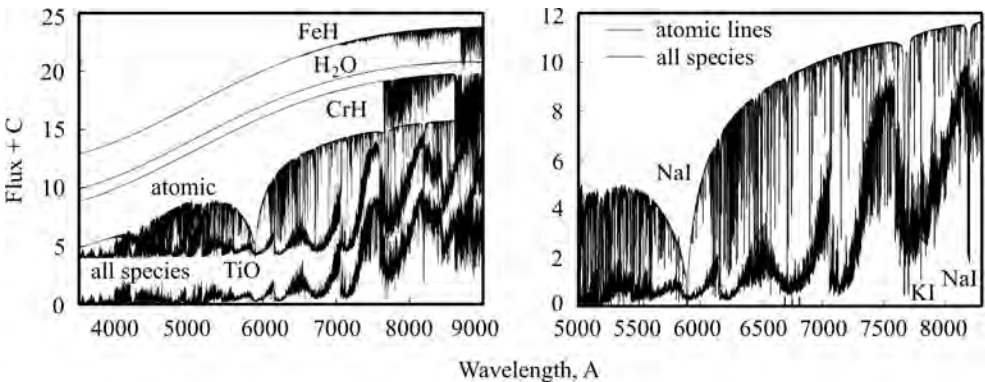 25
20
15
10
5
0
Flux + C
FeH
H₂O
CrH
atomic
all species
TiO
4000 5000 6000 7000 8000 9000
12
10
8
6
4
2
0
atomic lines
all species
NaI
KI
NaI
5000 5500 6000 6500 7000 7500 8000
Wavelength, A